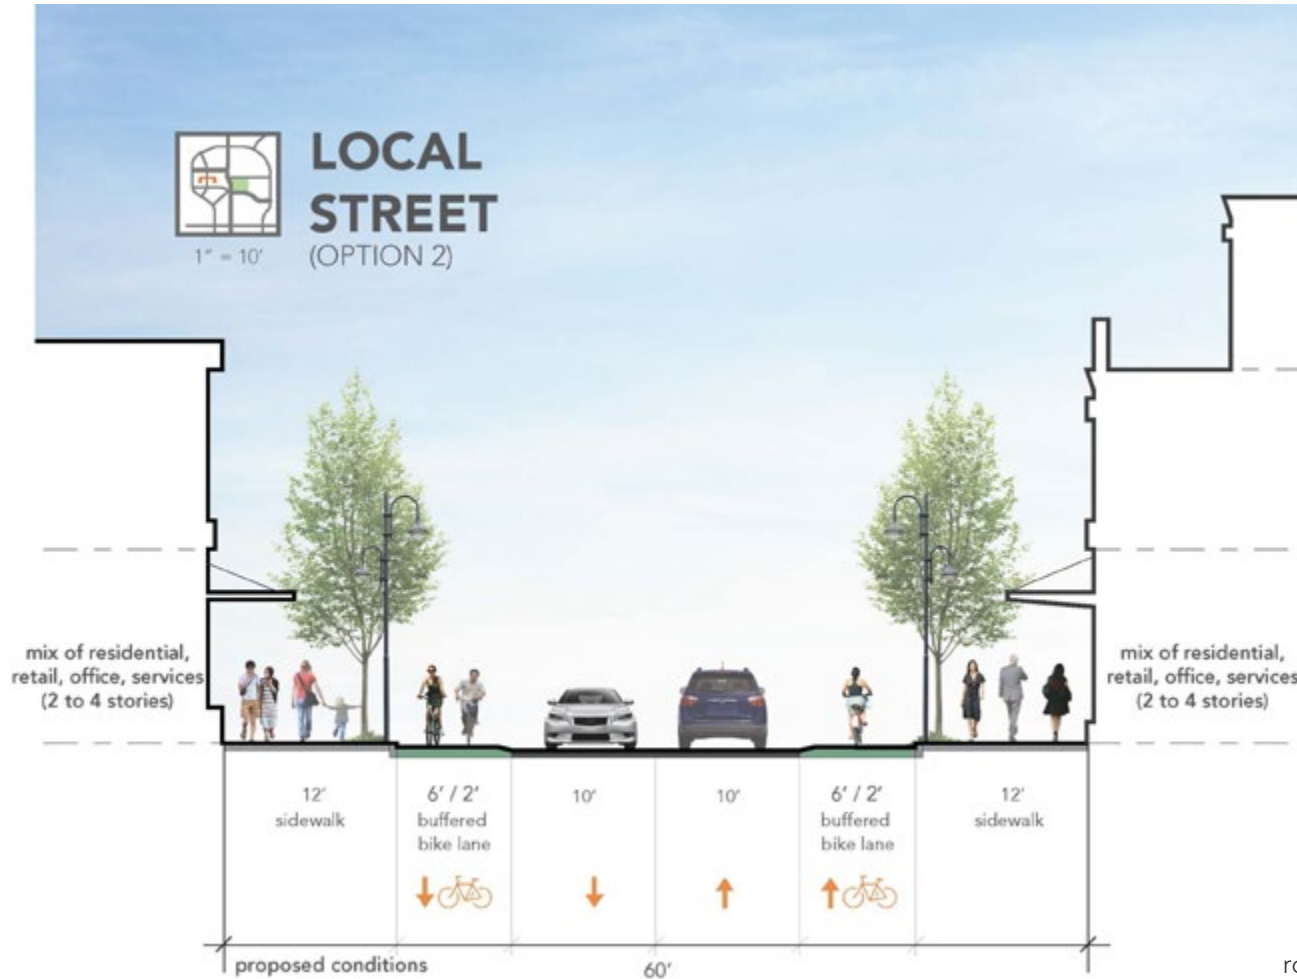 LOCAL
STREET
(OPTION 2)
1" = 10'
mix of residential,
retail, office, services
(2 to 4 stories)
mix of residential,
retail, office, services
(2 to 4 stories)
12'
sidewalk
6' / 2'
buffered
bike lane
10'
10'
6' / 2'
buffered
bike lane
12'
sidewalk
proposed conditions
60'